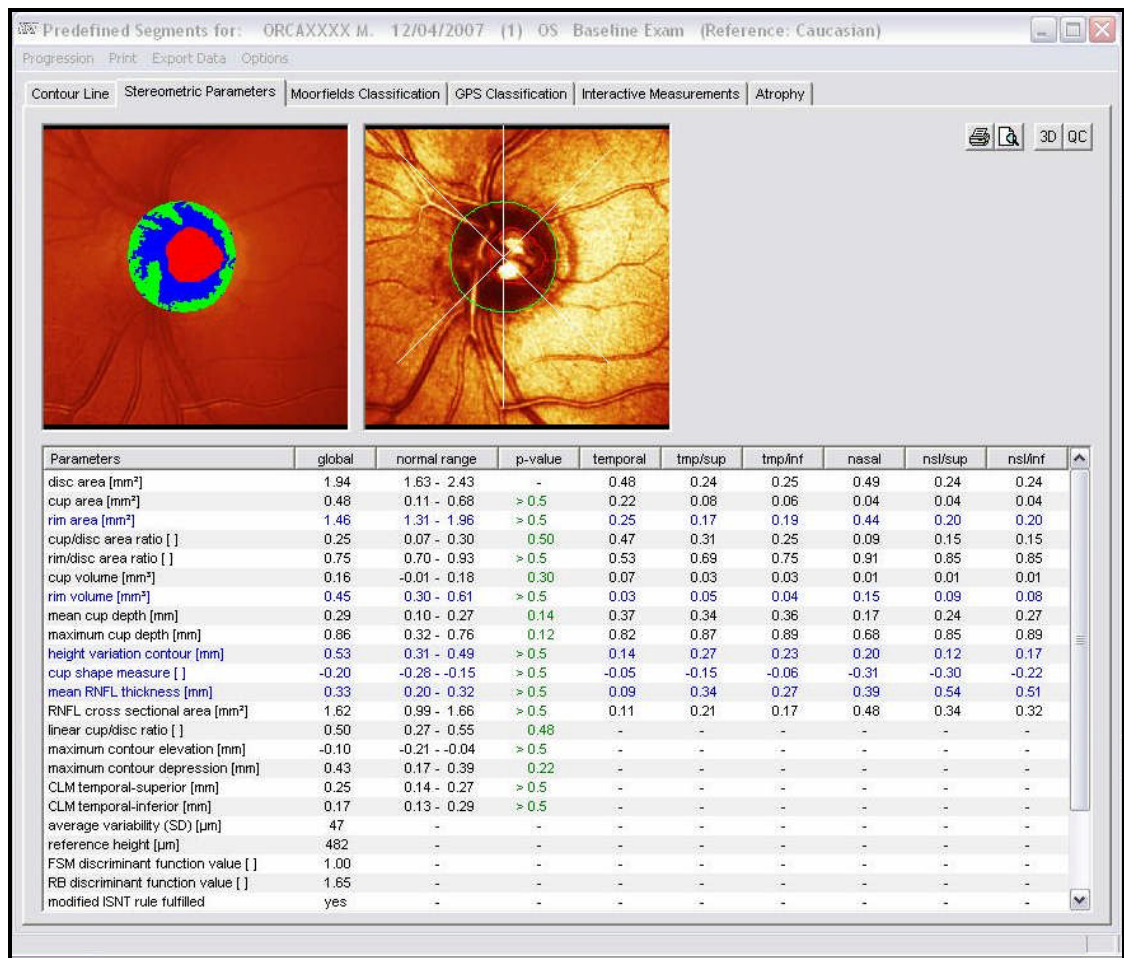 Predefined Segments for: ORCAXXXX M. 12/04/2007 (1) OS Baseline Exam (Reference: Caucasian)
Progression Print Export Data Options
Contour Line Stereometric Parameters Moorfields Classification GPS Classification Interactive Measurements Atrophy
3D QC
Parameters global normal range p-value temporal tmp/sup tmp/inf nasal nsl/sup nsl/inf
disc area [mm²] 1.94 1.63 - 2.43 - 0.48 0.24 0.25 0.49 0.24 0.24
cup area [mm²] 0.48 0.11 - 0.68 > 0.5 0.22 0.08 0.06 0.04 0.04 0.04
rim area [mm²] 1.46 1.31 - 1.96 > 0.5 0.25 0.17 0.19 0.44 0.20 0.20
cup/disc area ratio [ ] 0.25 0.07 - 0.30 0.50 0.47 0.31 0.25 0.09 0.15 0.15
rim/disc area ratio [ ] 0.75 0.70 - 0.93 > 0.5 0.53 0.69 0.75 0.91 0.85 0.85
cup volume [mm³] 0.16 -0.01 - 0.18 0.30 0.07 0.03 0.03 0.01 0.01 0.01
rim volume [mm³] 0.45 0.30 - 0.61 > 0.5 0.03 0.05 0.04 0.15 0.09 0.08
mean cup depth [mm] 0.29 0.10 - 0.27 0.14 0.37 0.34 0.36 0.17 0.24 0.27
maximum cup depth [mm] 0.86 0.32 - 0.76 0.12 0.82 0.87 0.89 0.68 0.85 0.89
height variation contour [mm] 0.53 0.31 - 0.49 > 0.5 0.14 0.27 0.23 0.20 0.12 0.17
cup shape measure [ ] -0.20 -0.28 - -0.15 > 0.5 -0.05 -0.15 -0.06 -0.31 -0.30 -0.22
mean RNFL thickness [mm] 0.33 0.20 - 0.32 > 0.5 0.09 0.34 0.27 0.39 0.54 0.51
RNFL cross sectional area [mm²] 1.62 0.99 - 1.66 > 0.5 0.11 0.21 0.17 0.48 0.34 0.32
linear cup/disc ratio [ ] 0.50 0.27 - 0.55 0.48 - - - - - -
maximum contour elevation [mm] -0.10 -0.21 - -0.04 > 0.5 - - - - - -
maximum contour depression [mm] 0.43 0.17 - 0.39 0.22 - - - - - -
CLM temporal-superior [mm] 0.25 0.14 - 0.27 > 0.5 - - - - - -
CLM temporal-inferior [mm] 0.17 0.13 - 0.29 > 0.5 - - - - - -
average variability (SD) [µm] 47 - - - - - - - -
reference height [µm] 482 - - - - - - - -
FSM discriminant function value [ ] 1.00 - - - - - - - -
RB discriminant function value [ ] 1.65 - - - - - - - -
modified ISNT rule fulfilled yes - - - - - - - -